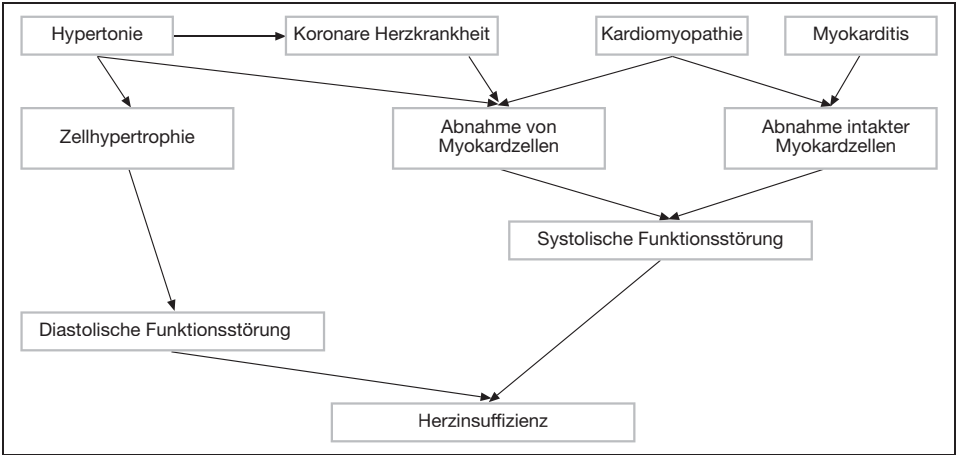 Hypertonie
Koronare Herzkrankheit
Kardiomyopathie
Myokarditis
Zellhypertrophie
Abnahme von
Myokardzellen
Abnahme intakter
Myokardzellen
Systolische Funktionsstörung
Diastolische Funktionsstörung
Herzinsuffizienz